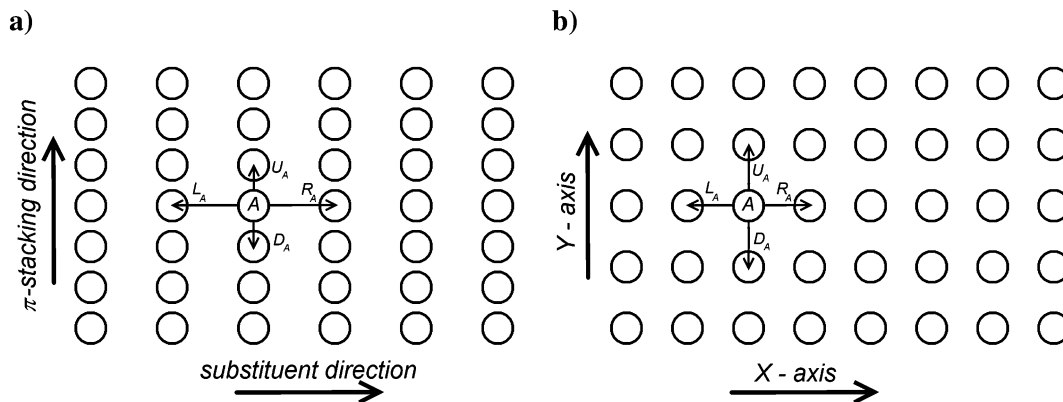 a)
π-stacking direction
U_A
L_A
A
R_A
D_A
substituent direction
b)
Y - axis
U_A
L_A
A
R_A
D_A
X - axis